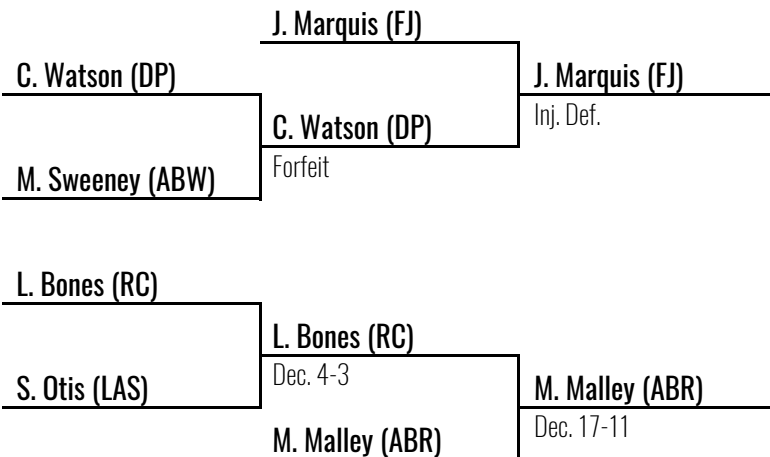 J. Marquis (FJ)
C. Watson (DP)
J. Marquis (FJ)
Inj. Def.
C. Watson (DP)
Forfeit
M. Sweeney (ABW)
L. Bones (RC)
L. Bones (RC)
Dec. 4-3
S. Otis (LAS)
M. Malley (ABR)
Dec. 17-11
M. Malley (ABR)